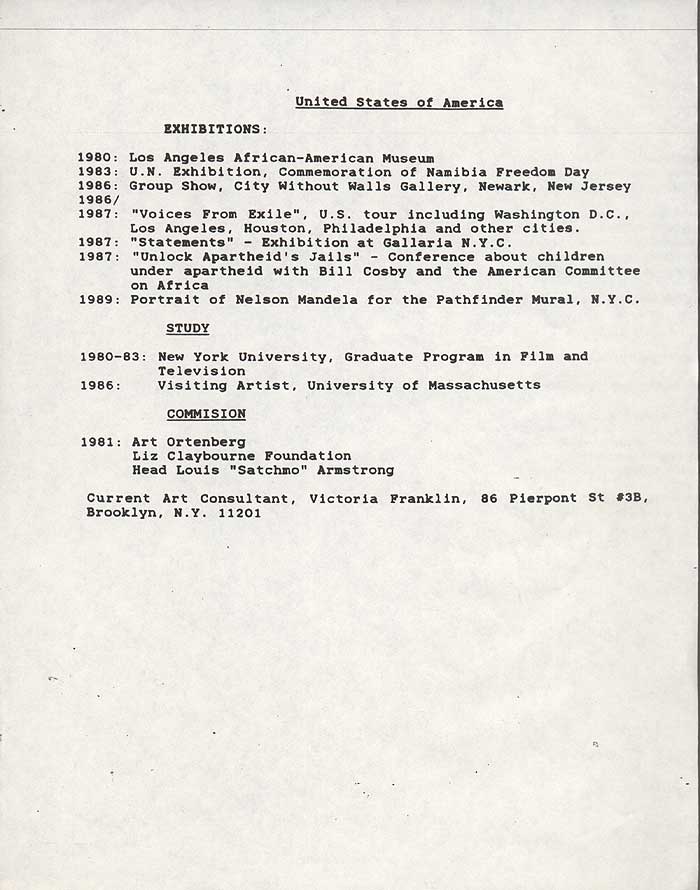 United States of America
EXHIBITIONS:
1980: Los Angeles African-American Museum
1983: U.N. Exhibition, Commemoration of Namibia Freedom Day
1986: Group Show, City Without Walls Gallery, Newark, New Jersey
1986/
1987: "Voices From Exile", U.S. tour including Washington D.C.,
Los Angeles, Houston, Philadelphia and other cities.
1987: "Statements" - Exhibition at Gallaria N.Y.C.
1987: "Unlock Apartheid's Jails" - Conference about children
under apartheid with Bill Cosby and the American Committee
on Africa
1989: Portrait of Nelson Mandela for the Pathfinder Mural, N.Y.C.
STUDY
1980-83: New York University, Graduate Program in Film and
Television
1986: Visiting Artist, University of Massachusetts
COMMISION
1981: Art Ortenberg
Liz Claybourne Foundation
Head Louis "Satchmo" Armstrong
Current Art Consultant, Victoria Franklin, 86 Pierpont St #3B,
Brooklyn, N.Y. 11201